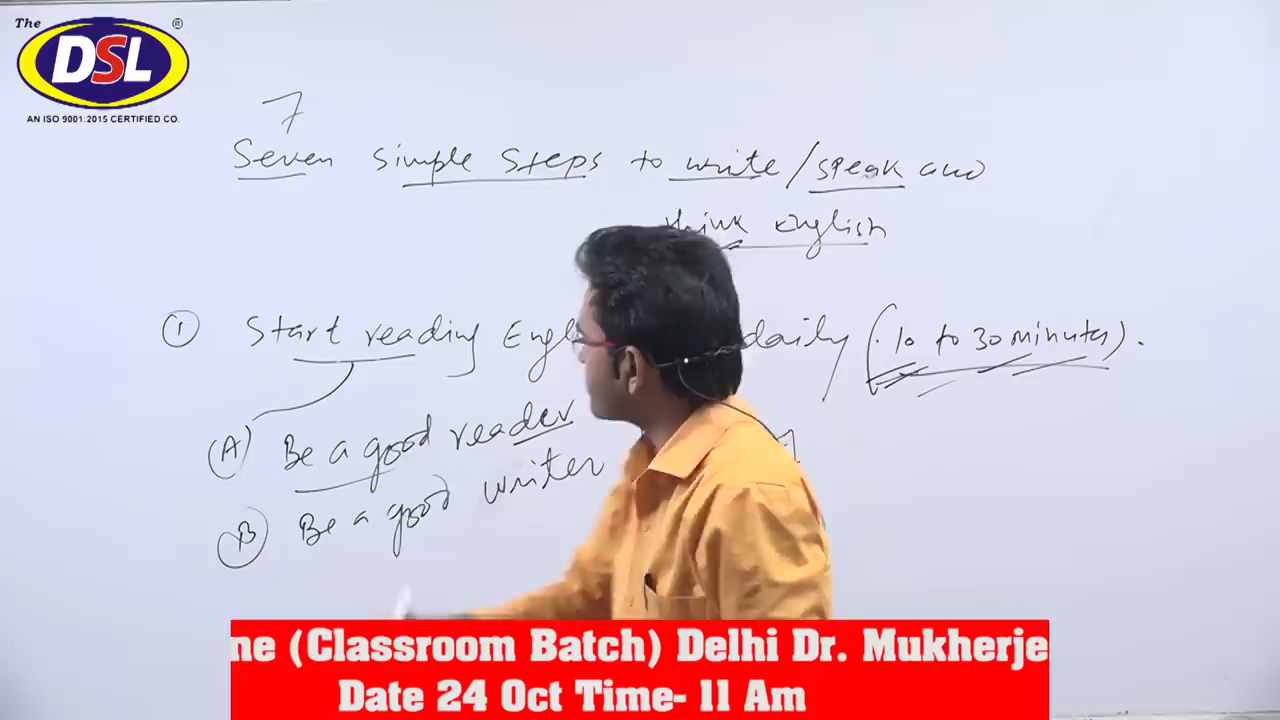 The
DSL
®
AN ISO 9001:2015 CERTIFIED CO.
7
Seven simple steps to write / speak and
think English
① Start reading daily (10 to 30 minutes).
(A) Be a good reader
(B) Be a good writer
ne (Classroom Batch) Delhi Dr. Mukherje
Date 24 Oct Time- 11 Am